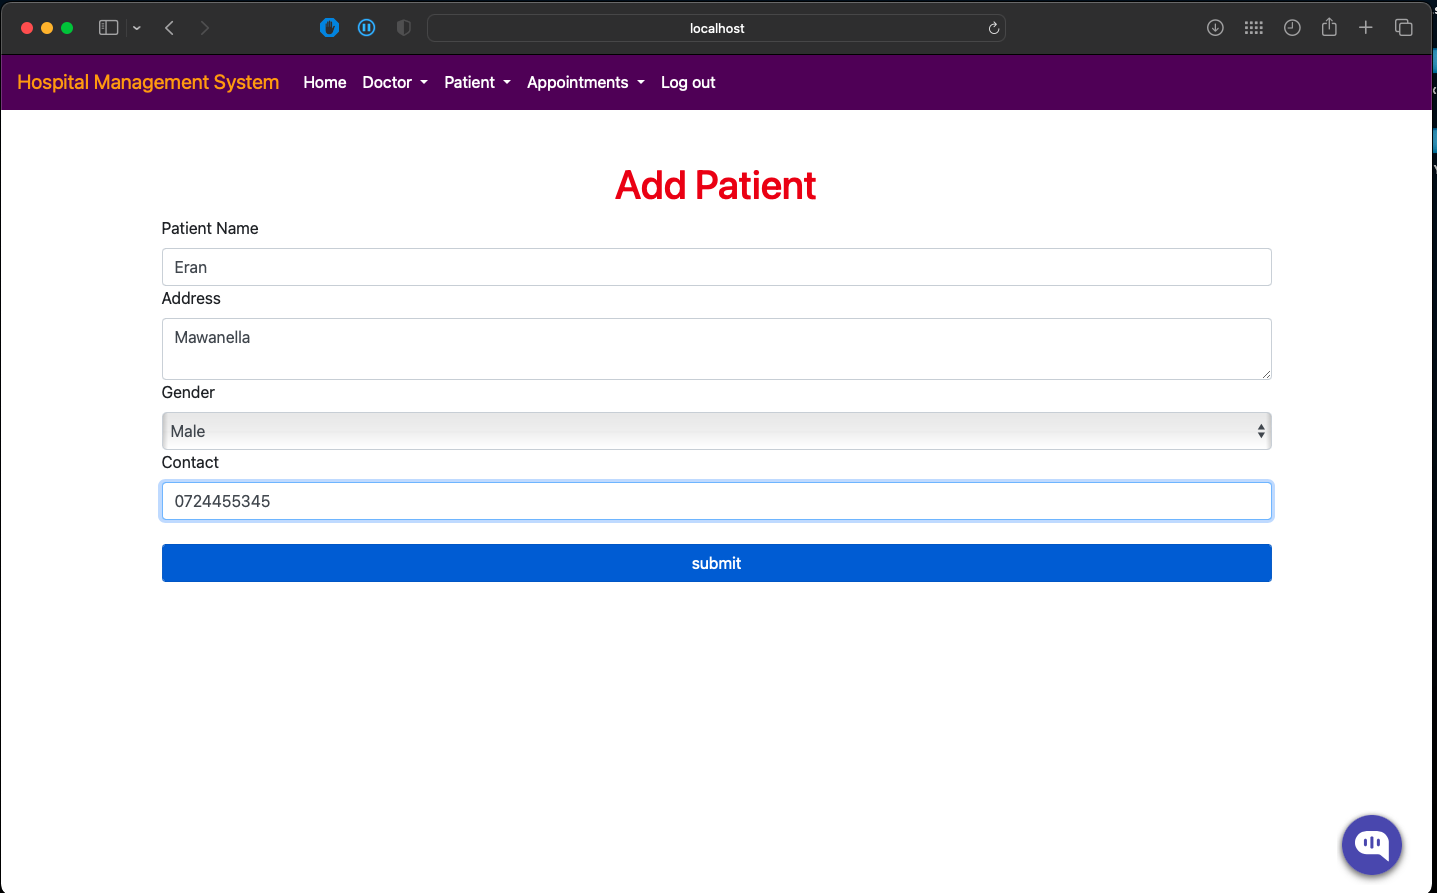 localhost
Hospital Management System Home Doctor Patient Appointments Log out
Add Patient
Patient Name
Eran
Address
Mawanella
Gender
Male
Contact
0724455345
submit